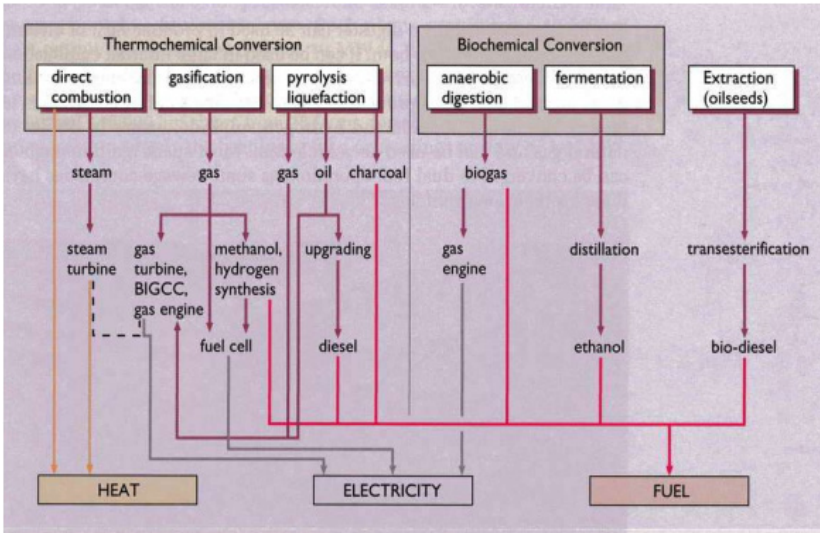 Thermochemical Conversion
Biochemical Conversion
direct
combustion
gasification
pyrolysis
liquefaction
anaerobic
digestion
fermentation
Extraction
(oilseeds)
steam
gas
gas
oil
charcoal
biogas
steam
turbine
gas
turbine,
BIGCC,
gas engine
methanol,
hydrogen
synthesis
upgrading
gas
engine
distillation
transesterification
fuel cell
diesel
ethanol
bio-diesel
HEAT
ELECTRICITY
FUEL